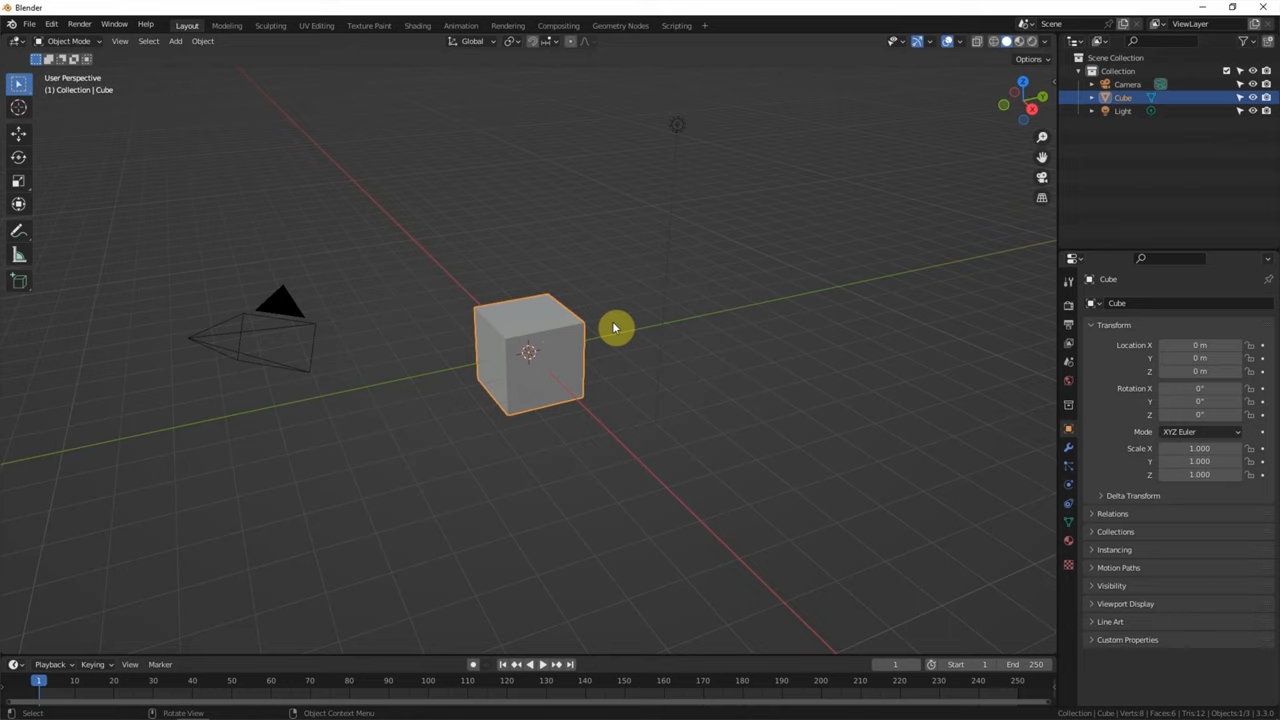 Blender
File Edit Render Window Help Layout Modeling Sculpting UV Editing Texture Paint Shading Animation Rendering Compositing Geometry Nodes Scripting + Scene ViewLayer
Object Mode View Select Add Object Global
Options
User Perspective
(1) Collection | Cube
Z
Y
X
Scene Collection
Collection
Camera
Cube
Light
Cube
Cube
Transform
Location X 0 m
Y 0 m
Z 0 m
Rotation X 0°
Y 0°
Z 0°
Mode XYZ Euler
Scale X 1.000
Y 1.000
Z 1.000
Delta Transform
Relations
Collections
Instancing
Motion Paths
Visibility
Viewport Display
Line Art
Custom Properties
Playback Keying View Marker 1 Start 1 End 250
1 10 20 30 40 50 60 70 80 90 100 110 120 130 140 150 160 170 180 190 200 210 220 230 240 250
Select Rotate View Object Context Menu Collection | Cube | Verts:8 | Faces:6 | Tris:12 | Objects:1/3 | 3.3.0